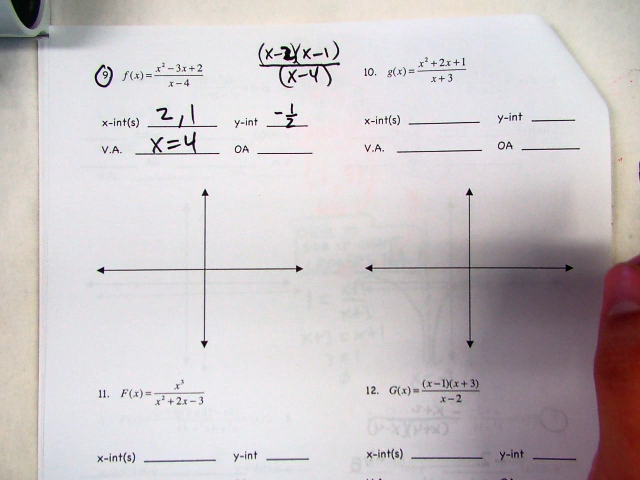 9 f(x) = (x² − 3x + 2)/(x − 4) (x-2)(x-1)/(x-4)
x-int(s) 2,1 y-int -1/2
V.A. x=4 OA
10. g(x) = (x² + 2x + 1)/(x + 3)
x-int(s) y-int
V.A. OA
11. F(x) = x³/(x² + 2x − 3)
x-int(s) y-int
12. G(x) = (x − 1)(x + 3)/(x − 2)
x-int(s) y-int